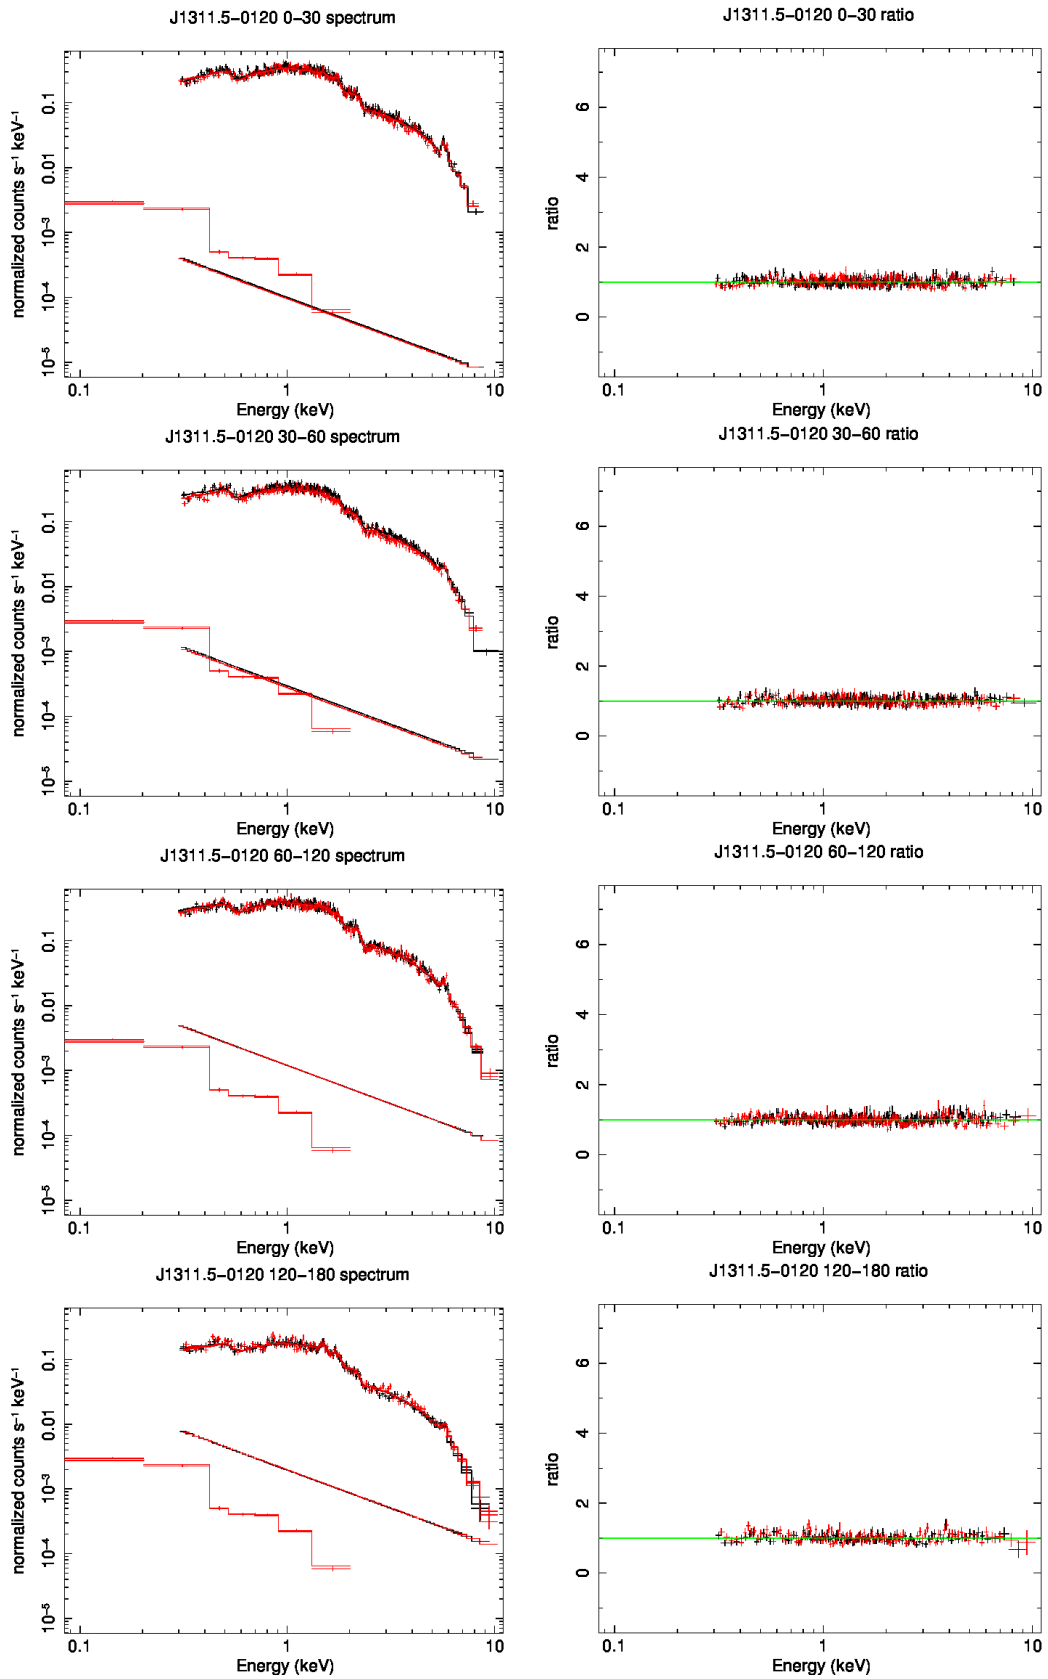 J1311.5−0120 0−30 spectrum
normalized counts s−1 keV−1
0.1
0.01
10−3
10−4
10−5
0.1 1 10
Energy (keV)
J1311.5−0120 0−30 ratio
ratio
6
4
2
0
0.1 1 10
Energy (keV)
J1311.5−0120 30−60 spectrum
normalized counts s−1 keV−1
0.1
0.01
10−3
10−4
10−5
0.1 1 10
Energy (keV)
J1311.5−0120 30−60 ratio
ratio
6
4
2
0
0.1 1 10
Energy (keV)
J1311.5−0120 60−120 spectrum
normalized counts s−1 keV−1
0.1
0.01
10−3
10−4
10−5
0.1 1 10
Energy (keV)
J1311.5−0120 60−120 ratio
ratio
6
4
2
0
0.1 1 10
Energy (keV)
J1311.5−0120 120−180 spectrum
normalized counts s−1 keV−1
0.1
0.01
10−3
10−4
10−5
0.1 1 10
Energy (keV)
J1311.5−0120 120−180 ratio
ratio
6
4
2
0
0.1 1 10
Energy (keV)